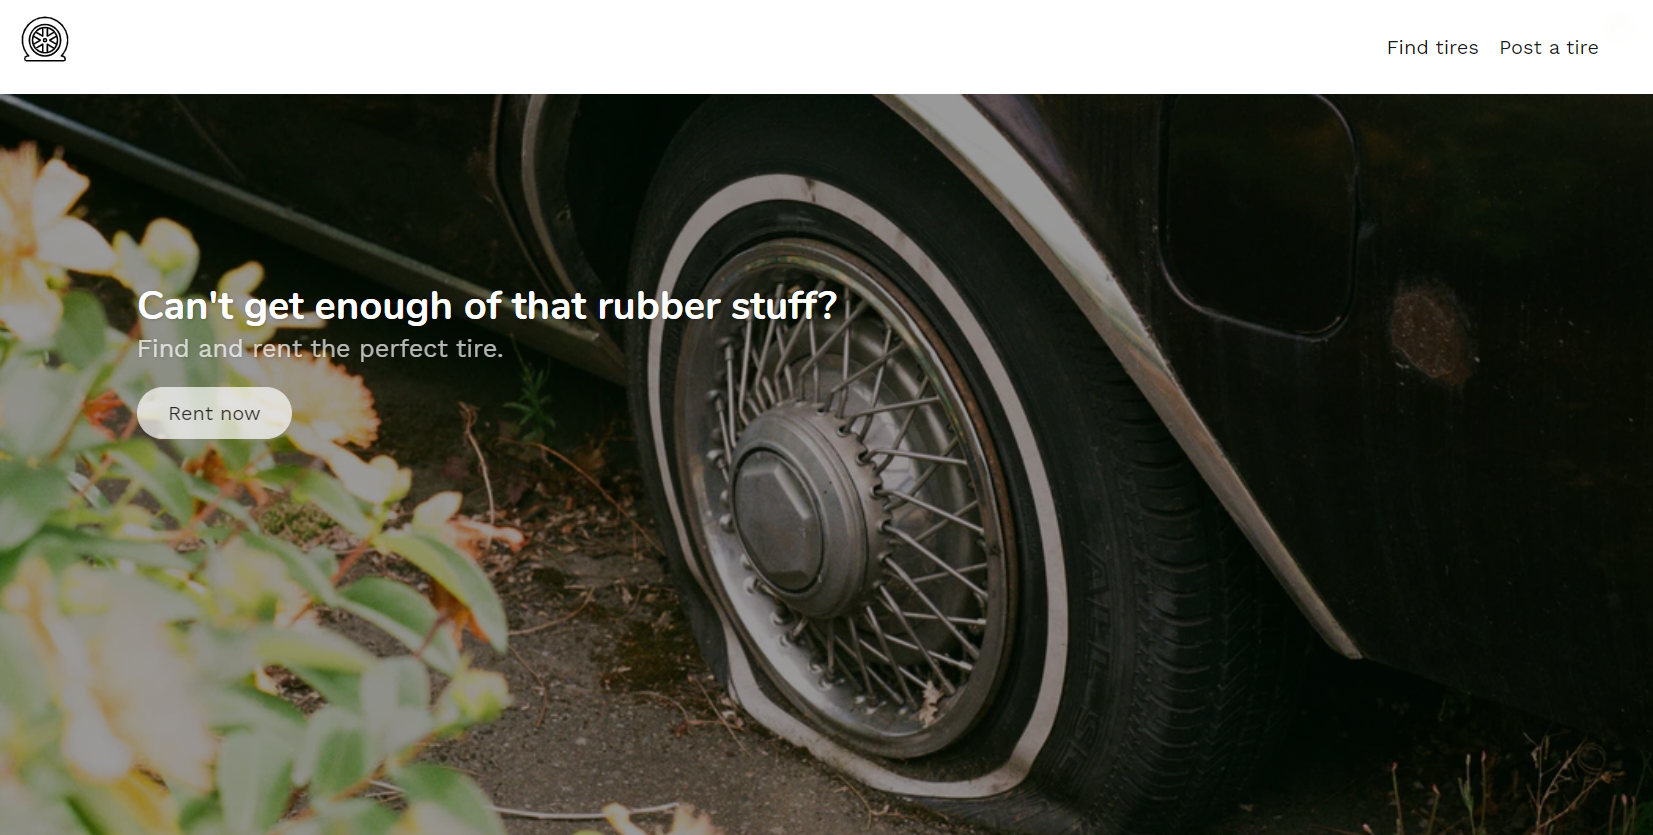 Find tires
Post a tire
Can't get enough of that rubber stuff?
Find and rent the perfect tire.
Rent now